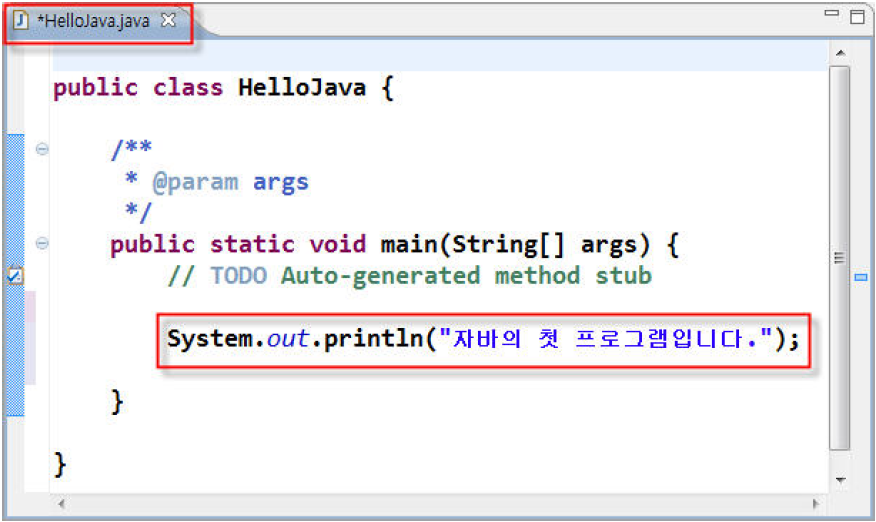 *HelloJava.java
public class HelloJava {
/**
* @param args
*/
public static void main(String[] args) {
// TODO Auto-generated method stub
System.out.println("자바의 첫 프로그램입니다.");
}
}